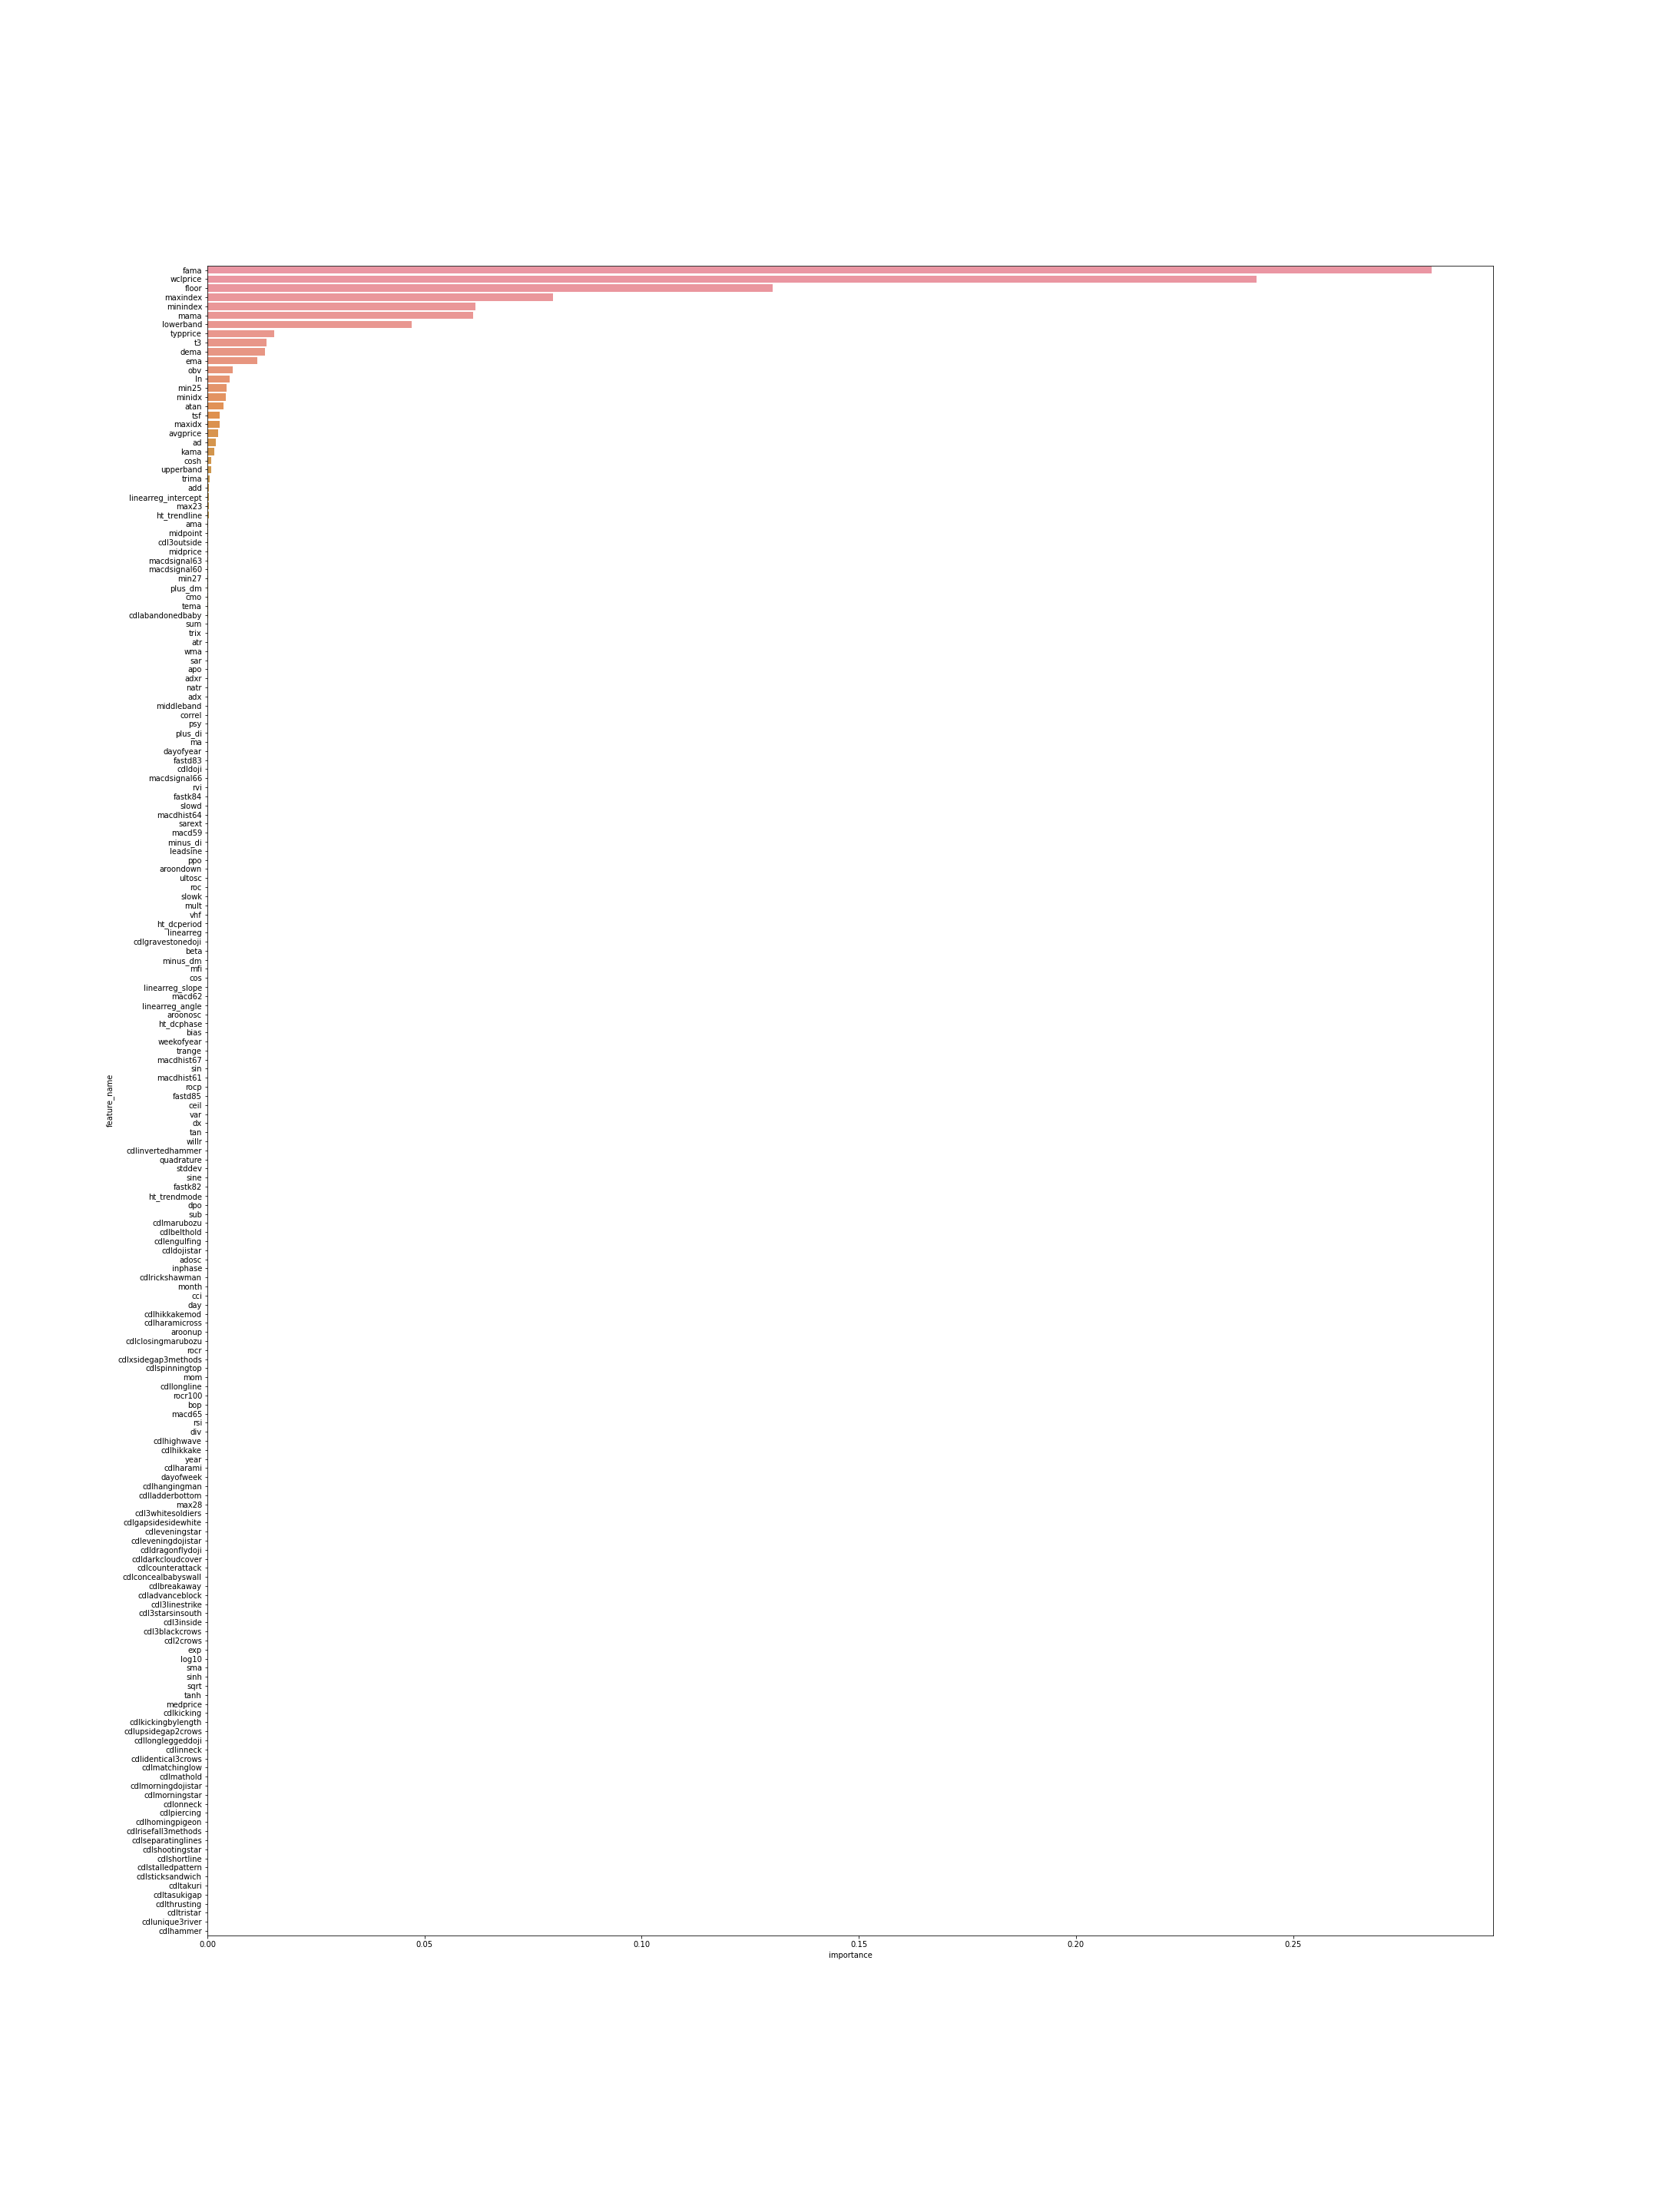 fama
wclprice
floor
maxindex
minindex
mama
lowerband
typprice
t3
dema
ema
obv
ln
min25
minidx
atan
tsf
maxidx
avgprice
ad
kama
cosh
upperband
trima
add
linearreg_intercept
max23
ht_trendline
ama
midpoint
cdl3outside
midprice
macdsignal63
macdsignal60
min27
plus_dm
cmo
tema
cdlabandonedbaby
sum
trix
atr
wma
sar
apo
adxr
natr
adx
middleband
correl
psy
plus_di
ma
dayofyear
fastd83
cdldoji
macdsignal66
rvi
fastk84
slowd
macdhist64
sarext
macd59
minus_di
leadsine
ppo
aroondown
ultosc
roc
slowk
mult
vhf
ht_dcperiod
linearreg
cdlgravestonedoji
beta
minus_dm
mfi
cos
linearreg_slope
macd62
linearreg_angle
aroonosc
ht_dcphase
bias
weekofyear
trange
macdhist67
sin
macdhist61
rocp
fastd85
ceil
var
dx
tan
willr
cdlinvertedhammer
quadrature
stddev
sine
fastk82
ht_trendmode
dpo
sub
cdlmarubozu
cdlbelthold
cdlengulfing
cdldojistar
adosc
inphase
cdlrickshawman
month
cci
day
cdlhikkakemod
cdlharamicross
aroonup
cdlclosingmarubozu
rocr
cdlxsidegap3methods
cdlspinningtop
mom
cdllongline
rocr100
bop
macd65
rsi
div
cdlhighwave
cdlhikkake
year
cdlharami
dayofweek
cdlhangingman
cdlladderbottom
max28
cdl3whitesoldiers
cdlgapsidesidewhite
cdleveningstar
cdleveningdojistar
cdldragonflydoji
cdldarkcloudcover
cdlcounterattack
cdlconcealbabyswall
cdlbreakaway
cdladvanceblock
cdl3linestrike
cdl3starsinsouth
cdl3inside
cdl3blackcrows
cdl2crows
exp
log10
sma
sinh
sqrt
tanh
medprice
cdlkicking
cdlkickingbylength
cdlupsidegap2crows
cdllongleggeddoji
cdlinneck
cdlidentical3crows
cdlmatchinglow
cdlmathold
cdlmorningdojistar
cdlmorningstar
cdlonneck
cdlpiercing
cdlhomingpigeon
cdlrisefall3methods
cdlseparatinglines
cdlshootingstar
cdlshortline
cdlstalledpattern
cdlsticksandwich
cdltakuri
cdltasukigap
cdlthrusting
cdltristar
cdlunique3river
cdlhammer
feature_name
0.00 0.05 0.10 0.15 0.20 0.25
importance